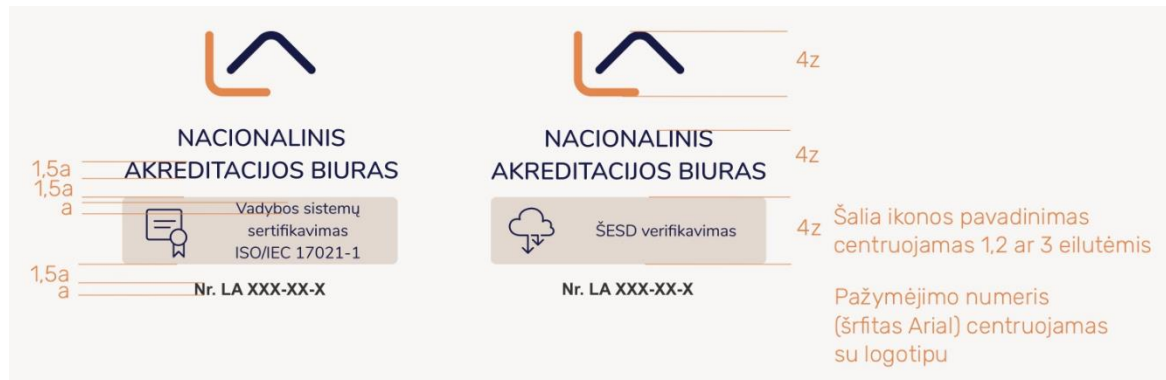 NACIONALINIS
AKREDITACIJOS BIURAS
1,5a
1,5a
a
Vadybos sistemų
sertifikavimas
ISO/IEC 17021-1
1,5a
a
Nr. LA XXX-XX-X
4z
NACIONALINIS
AKREDITACIJOS BIURAS
4z
ŠESD verifikavimas
4z
Nr. LA XXX-XX-X
Šalia ikonos pavadinimas
centruojamas 1,2 ar 3 eilutėmis
Pažymėjimo numeris
(šrfitas Arial) centruojamas
su logotipu